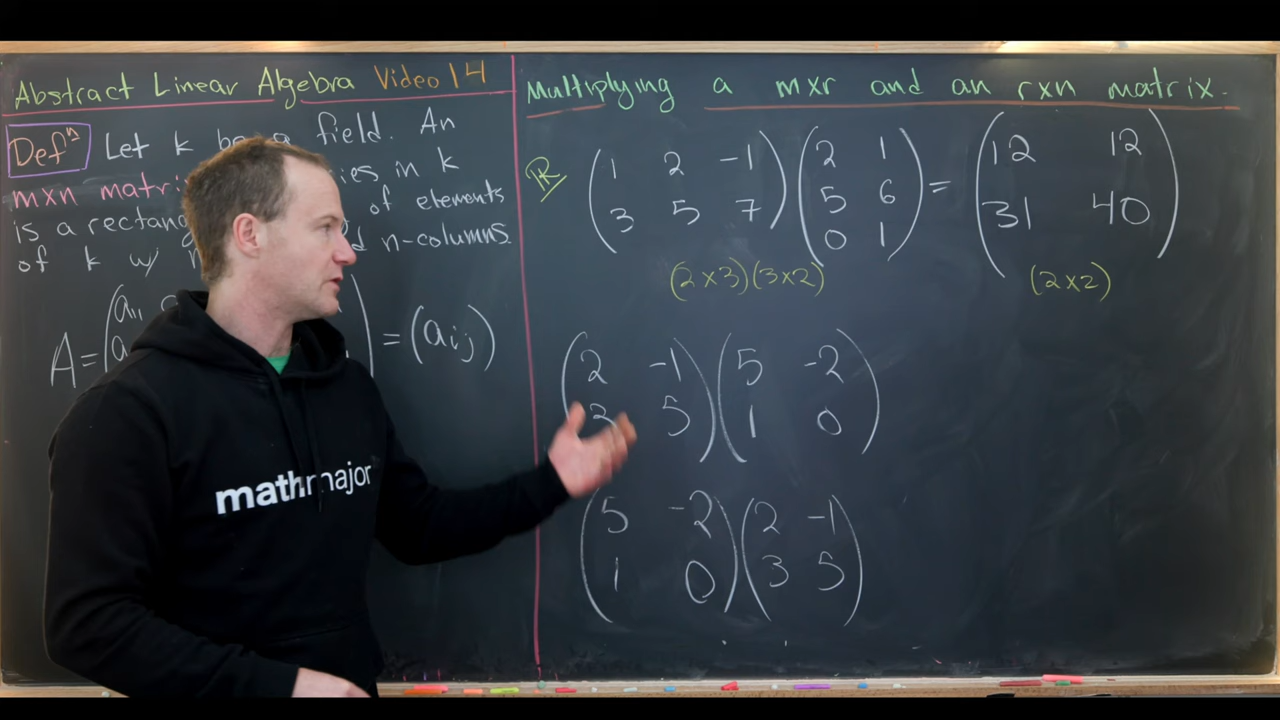 Abstract Linear Algebra Video 14
Defⁿ Let k be a field. An
mxn matri ies in k
is a rectang of elements
of k w/ d n-columns.
A = (a₁₁
a = (aᵢⱼ)
mathmajor
Multiplying a mxr and an rxn matrix.
ℝ (1 2 -1) (2 1) = (12 12)
(3 5 7) (5 6) (31 40)
(0 1)
(2x3)(3x2) (2x2)
(2 -1) (5 -2)
(3 5) (1 0)
(5 -2) (2 -1)
(1 0) (3 5)